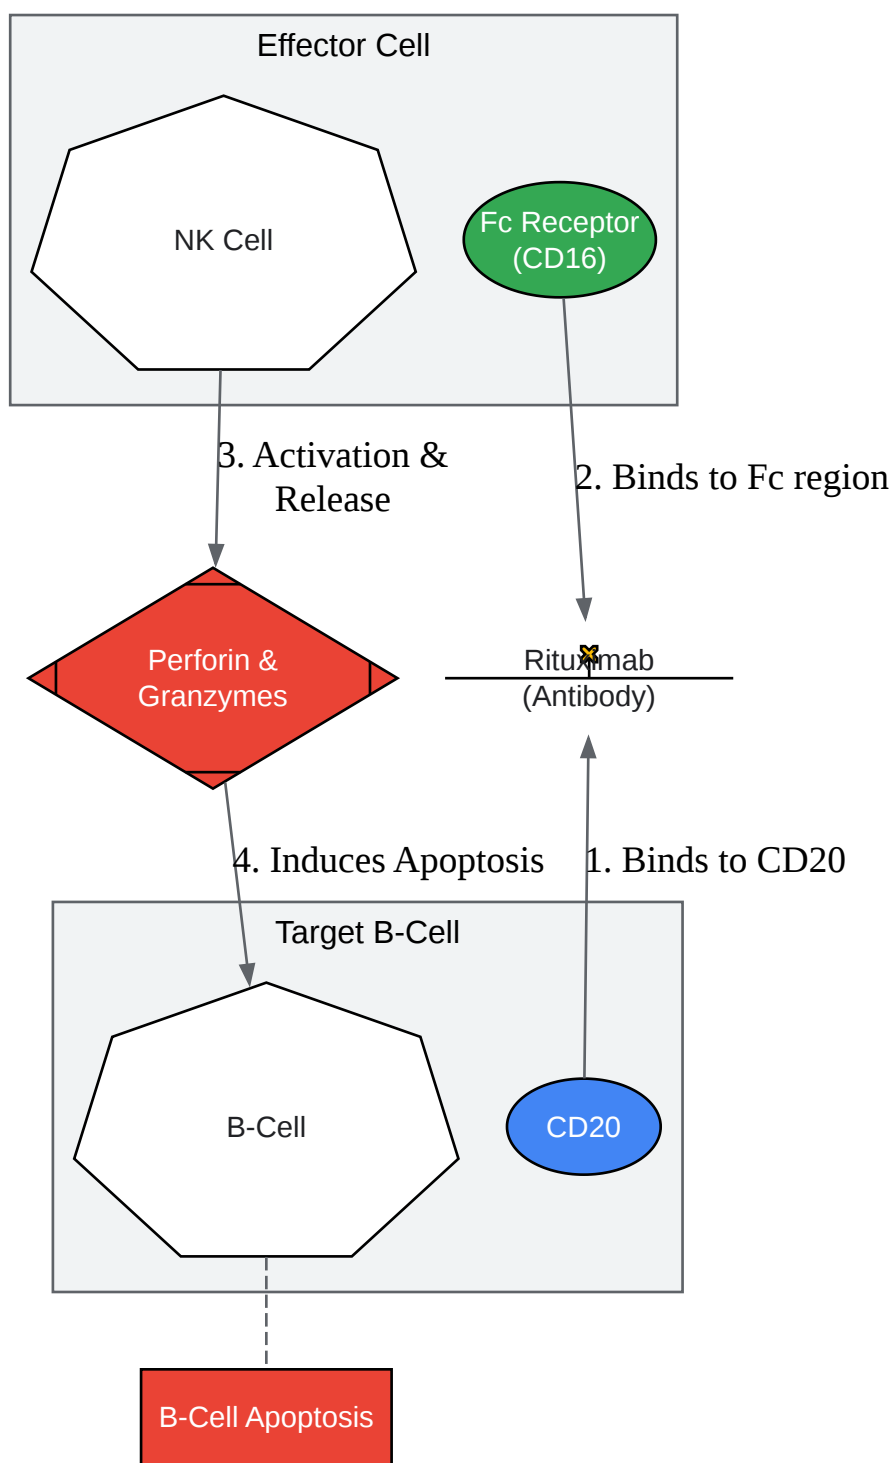 Effector Cell
NK Cell
Fc Receptor
(CD16)
3. Activation &
Release
2. Binds to Fc region
Perforin &
Granzymes
Rituximab
(Antibody)
4. Induces Apoptosis
1. Binds to CD20
Target B-Cell
B-Cell
CD20
B-Cell Apoptosis